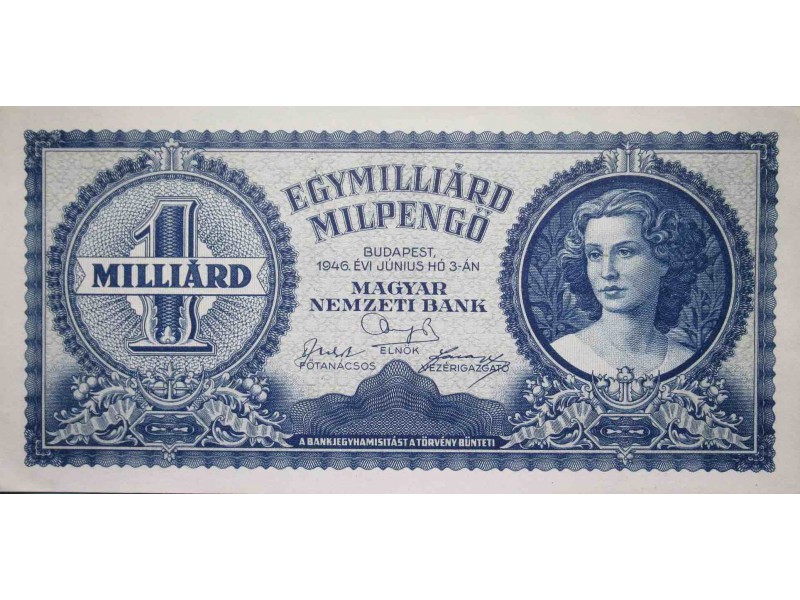 EGYMILLIÁRD
MILPENGŐ
1
MILLIÁRD
BUDAPEST,
1946. ÉVI JÚNIUS HÓ 3-ÁN
MAGYAR
NEMZETI BANK
ELNÖK
FŐTANÁCSOS
VEZÉRIGAZGATÓ
A BANKJEGYHAMISITÁST A TÖRVÉNY BÜNTETI